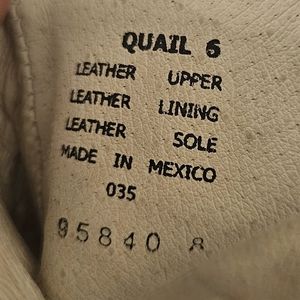 QUAIL 6
LEATHER UPPER
LEATHER LINING
LEATHER SOLE
MADE IN MEXICO
035
95840 8